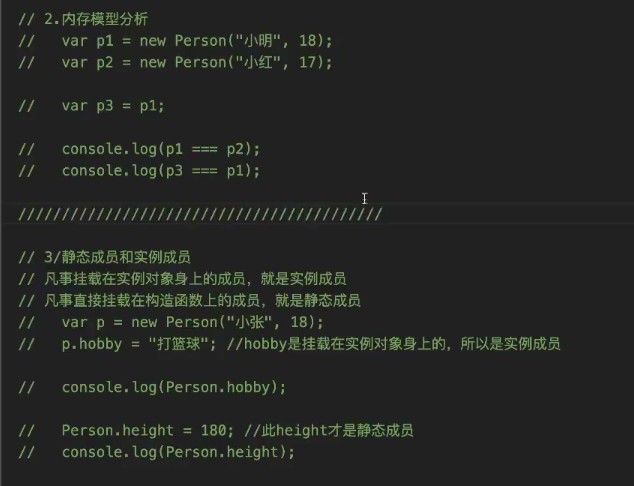 // 2.内存模型分析
//   var p1 = new Person("小明", 18);
//   var p2 = new Person("小红", 17);
//   var p3 = p1;
//   console.log(p1 === p2);
//   console.log(p3 === p1);
//////////////////////////////////////////
// 3/静态成员和实例成员
// 凡事挂载在实例对象身上的成员，就是实例成员
// 凡事直接挂载在构造函数上的成员，就是静态成员
//   var p = new Person("小张", 18);
//   p.hobby = "打篮球"; //hobby是挂载在实例对象身上的，所以是实例成员
//   console.log(Person.hobby);
//   Person.height = 180; //此height才是静态成员
//   console.log(Person.height);